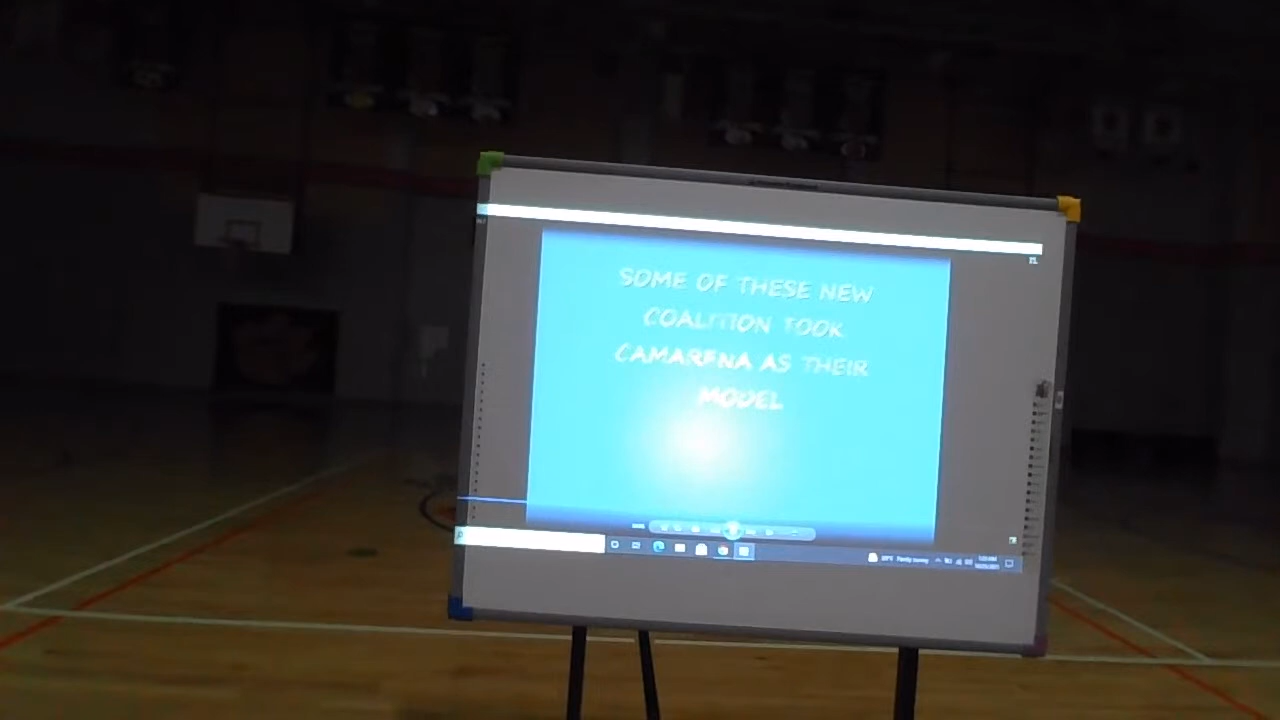 SOME OF THESE NEW
COALITION TOOK
CAMARENA AS THEIR
MODEL